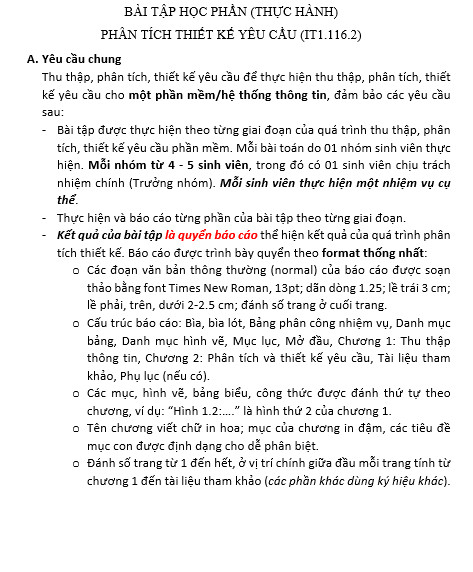 BÀI TẬP HỌC PHẦN (THỰC HÀNH)
PHÂN TÍCH THIẾT KẾ YÊU CẦU (IT1.116.2)
A. Yêu cầu chung
Thu thập, phân tích, thiết kế yêu cầu để thực hiện thu thập, phân tích, thiết
kế yêu cầu cho một phần mềm/hệ thống thông tin, đảm bảo các yêu cầu
sau:
- Bài tập được thực hiện theo từng giai đoạn của quá trình thu thập, phân
tích, thiết kế yêu cầu phần mềm. Mỗi bài toán do 01 nhóm sinh viên thực
hiện. Mỗi nhóm từ 4 - 5 sinh viên, trong đó có 01 sinh viên chịu trách
nhiệm chính (Trưởng nhóm). Mỗi sinh viên thực hiện một nhiệm vụ cụ
thể.
- Thực hiện và báo cáo từng phần của bài tập theo từng giai đoạn.
- Kết quả của bài tập là quyển báo cáo thể hiện kết quả của quá trình phân
tích thiết kế. Báo cáo được trình bày quyển theo format thống nhất:
o Các đoạn văn bản thông thường (normal) của báo cáo được soạn
thảo bằng font Times New Roman, 13pt; dãn dòng 1.25; lề trái 3 cm;
lề phải, trên, dưới 2-2.5 cm; đánh số trang ở cuối trang.
o Cấu trúc báo cáo: Bìa, bìa lót, Bảng phân công nhiệm vụ, Danh mục
bảng, Danh mục hình vẽ, Mục lục, Mở đầu, Chương 1: Thu thập
thông tin, Chương 2: Phân tích và thiết kế yêu cầu, Tài liệu tham
khảo, Phụ lục (nếu có).
o Các mục, hình vẽ, bảng biểu, công thức được đánh thứ tự theo
chương, ví dụ: “Hình 1.2:....” là hình thứ 2 của chương 1.
o Tên chương viết chữ in hoa; mục của chương in đậm, các tiêu đề
mục con được định dạng cho dễ phân biệt.
o Đánh số trang từ 1 đến hết, ở vị trí chính giữa đầu mỗi trang tính từ
chương 1 đến tài liệu tham khảo (các phần khác dùng ký hiệu khác).